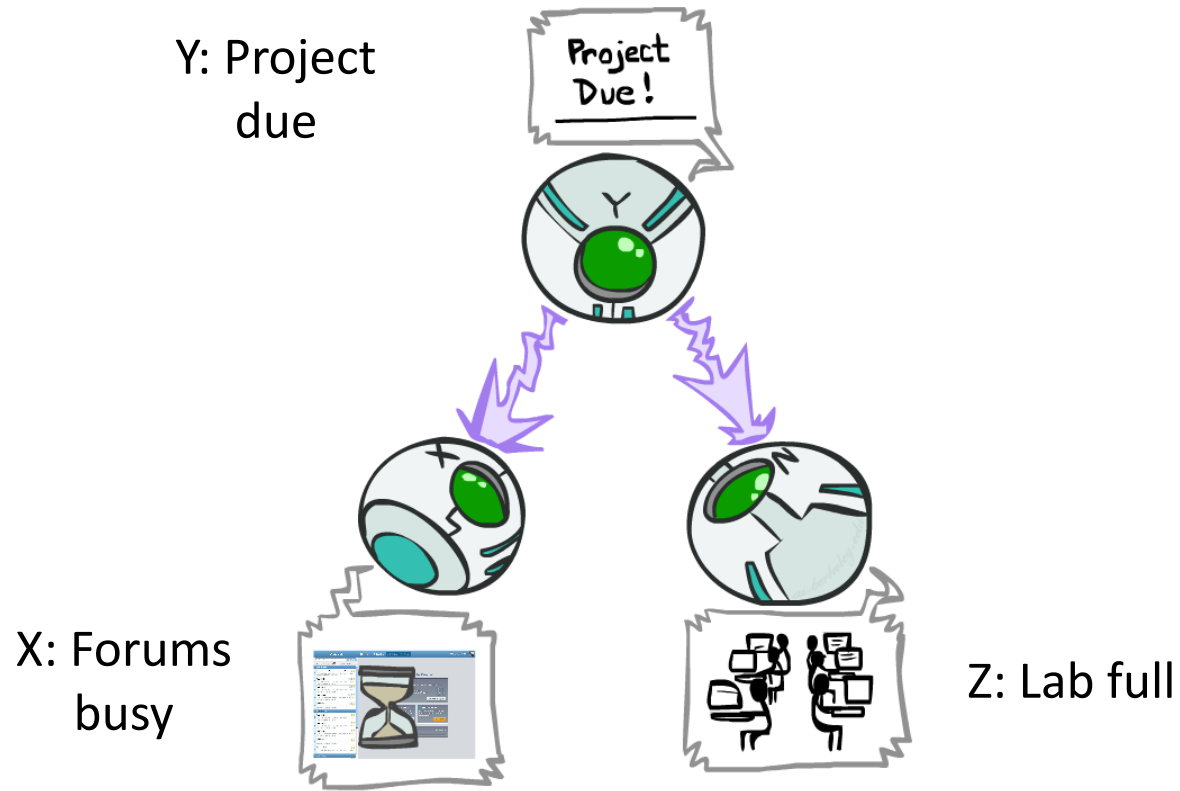 Y: Project
due
Project
Due!
Y
X
Z
X: Forums
busy
Z: Lab full